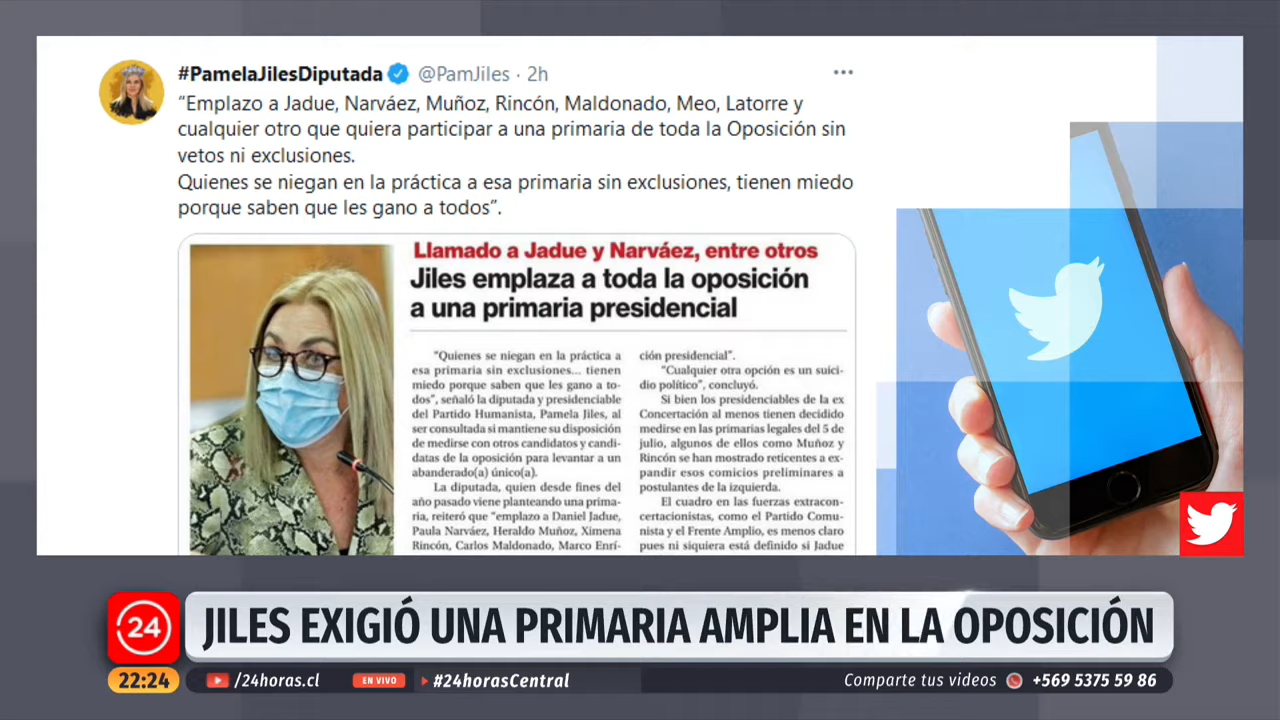 #PamelaJilesDiputada @PamJiles · 2h
“Emplazo a Jadue, Narváez, Muñoz, Rincón, Maldonado, Meo, Latorre y
cualquier otro que quiera participar a una primaria de toda la Oposición sin
vetos ni exclusiones.
Quienes se niegan en la práctica a esa primaria sin exclusiones, tienen miedo
porque saben que les gano a todos”.
Llamado a Jadue y Narváez, entre otros
Jiles emplaza a toda la oposición
a una primaria presidencial
“Quienes se niegan en la práctica a
esa primaria sin exclusiones... tienen
miedo porque saben que les gano a to-
dos”, señaló la diputada y presidenciable
del Partido Humanista, Pamela Jiles, al
ser consultada si mantiene su disposición
de medirse con otros candidatos y candi-
datas de la oposición para levantar a un
abanderado(a) único(a).
La diputada, quien desde fines del
año pasado viene planteando una prima-
ria, reiteró que “emplazo a Daniel Jadue,
Paula Narváez, Heraldo Muñoz, Ximena
Rincón, Carlos Maldonado, Marco Enrí-
ción presidencial”.
“Cualquier otra opción es un suici-
dio político”, concluyó.
Si bien los presidenciables de la ex
Concertación al menos tienen decidido
medirse en las primarias legales del 5 de
julio, algunos de ellos como Muñoz y
Rincón se han mostrado reticentes a ex-
pandir esos comicios preliminares a
postulantes de la izquierda.
El cuadro en las fuerzas extracon-
certacionistas, como el Partido Comu-
nista y el Frente Amplio, es menos claro
pues ni siquiera está definido si Jadue
24
JILES EXIGIÓ UNA PRIMARIA AMPLIA EN LA OPOSICIÓN
22:24 /24horas.cl EN VIVO #24horasCentral Comparte tus videos +569 5375 59 86